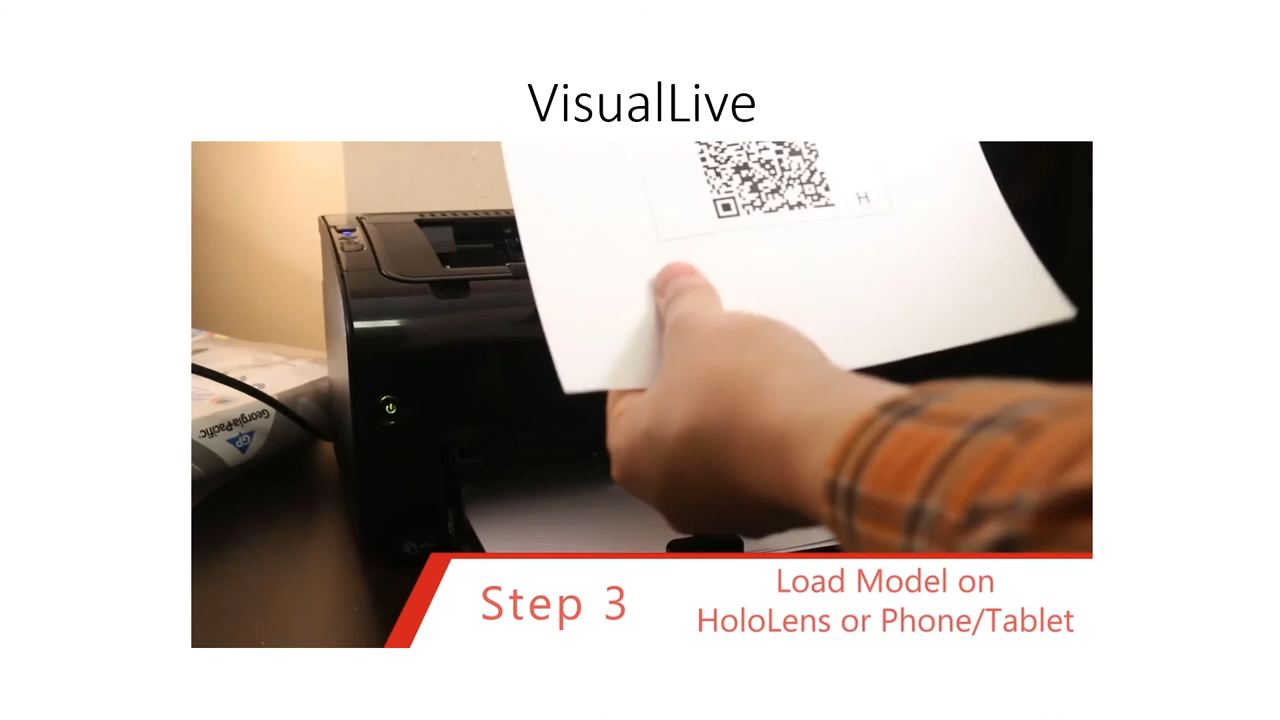 VisualLive
H
Georgia-Pacific
GP
Step 3
Load Model on
HoloLens or Phone/Tablet